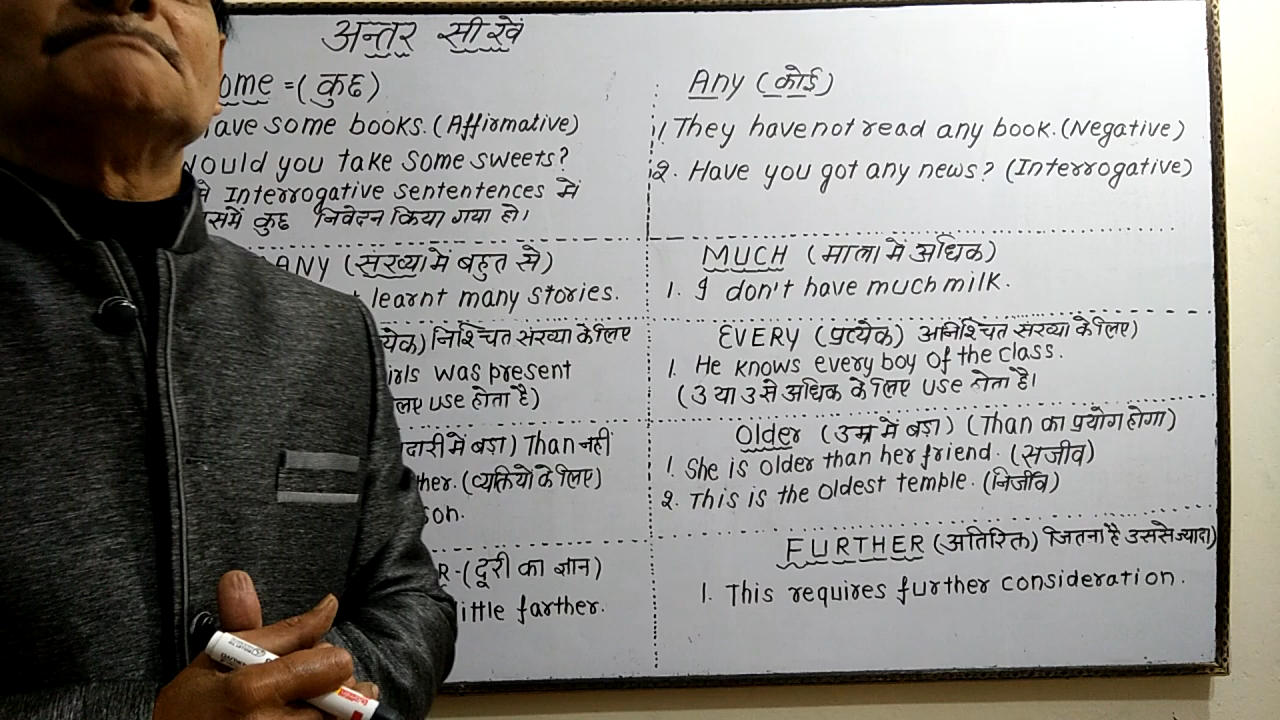 अन्तर सीखें
ome =(कुछ)
ave some books. (Affirmative)
would you take some sweets?
Interrogative sententences में
समें कुछ निवेदन किया गया हो।
ANY (संख्या में बहुत से)
learnt many stories.
येक) निश्चित संख्या के लिए
irls was present
लिए use होता है)
दारी में बड़ा) Than नहीं
ther. (व्यक्तियों के लिए)
son.
R-(दूरी का ज्ञान)
little farther.
Any (कोई)
1. They have not read any book. (Negative)
2. Have you got any news? (Interrogative)
MUCH (मात्रा में अधिक)
1. I don't have much milk.
EVERY (प्रत्येक) अनिश्चित संख्या के लिए)
1. He knows every boy of the class.
(3 या 3 से अधिक के लिए use होता है।
Older (उम्र में बड़ा) (Than का प्रयोग होगा)
1. She is older than her friend. (सजीव)
2. This is the oldest temple. (निर्जीव)
FURTHER (अतिरिक्त) जितना है उससे ज्यादा)
1. This requires further consideration.